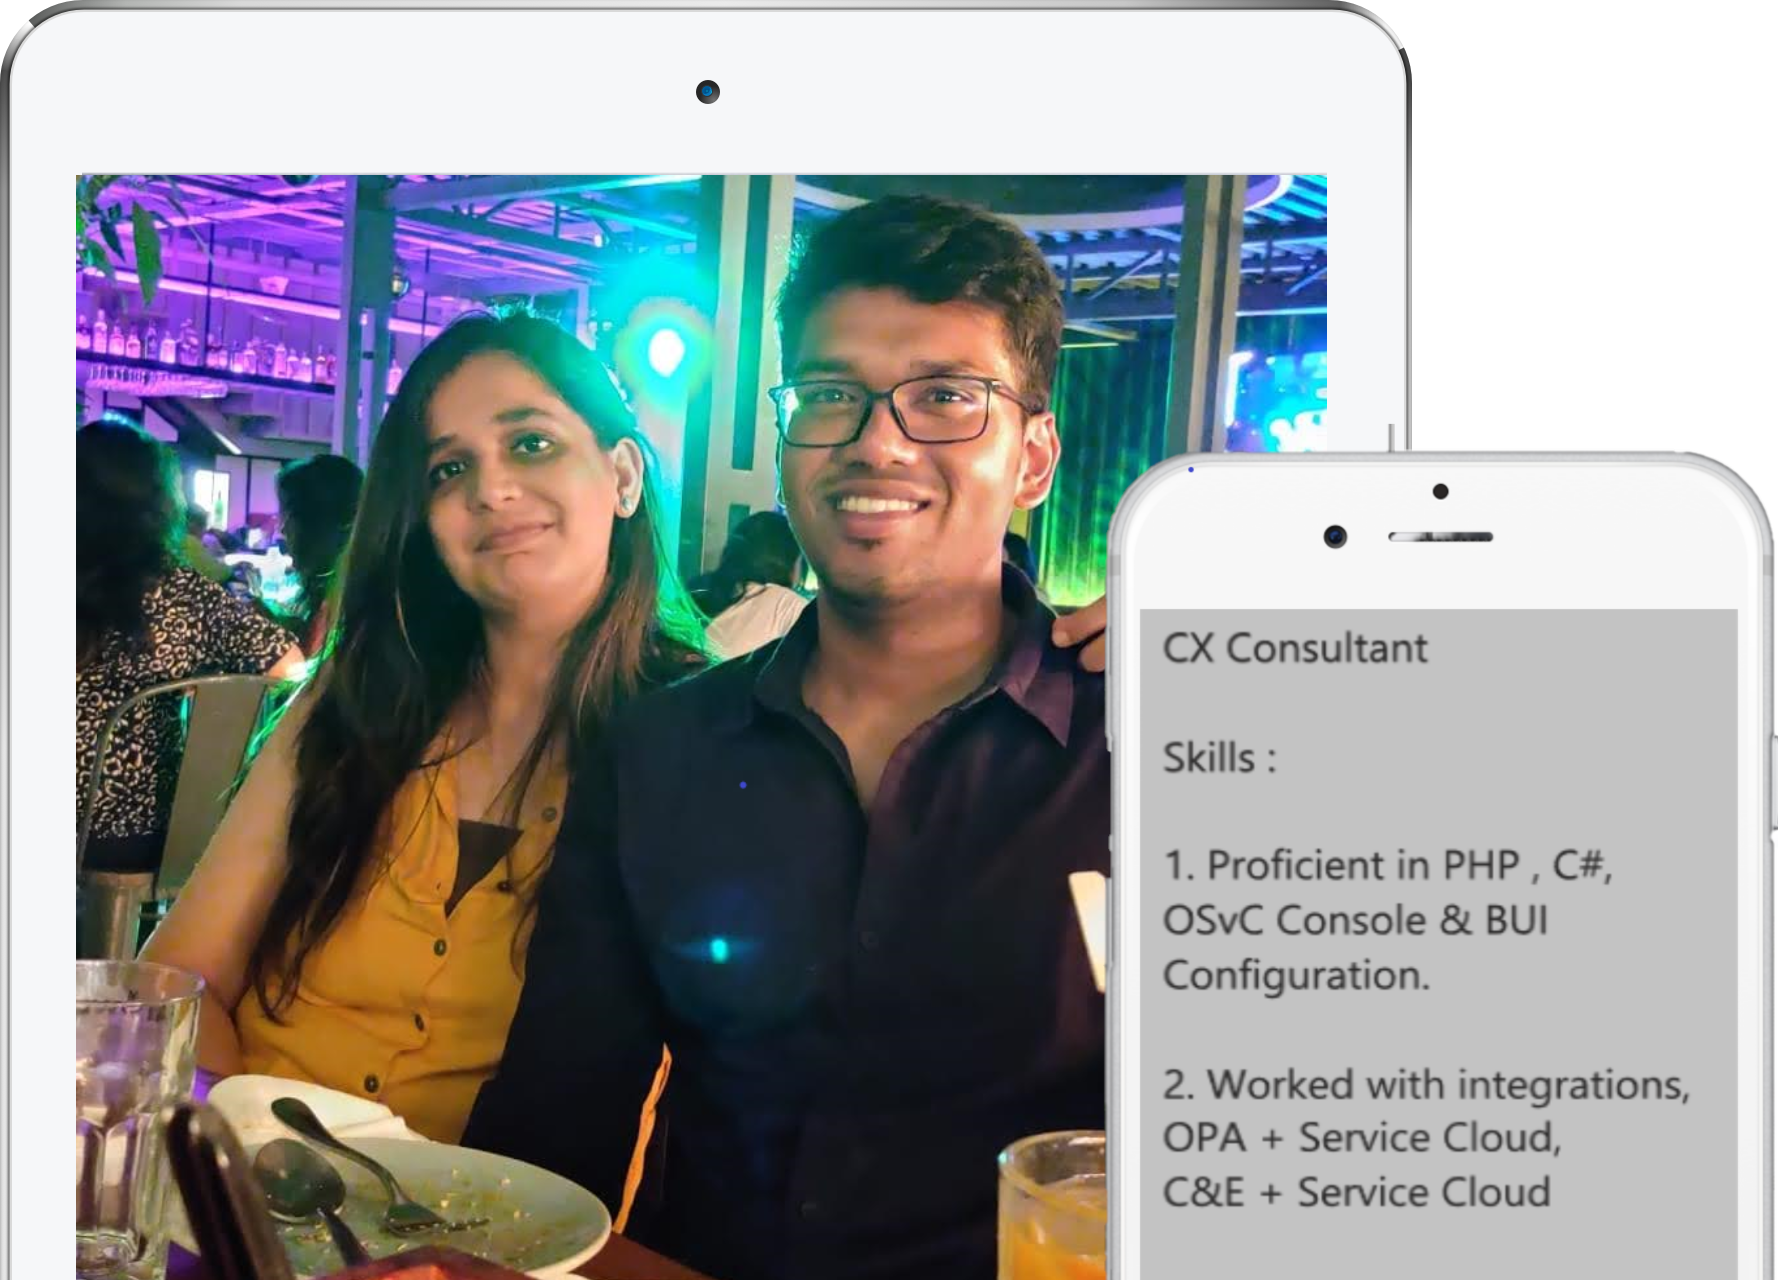 CX Consultant
Skills :
1. Proficient in PHP , C#,
OSvC Console & BUI
Configuration.
2. Worked with integrations,
OPA + Service Cloud,
C&E + Service Cloud